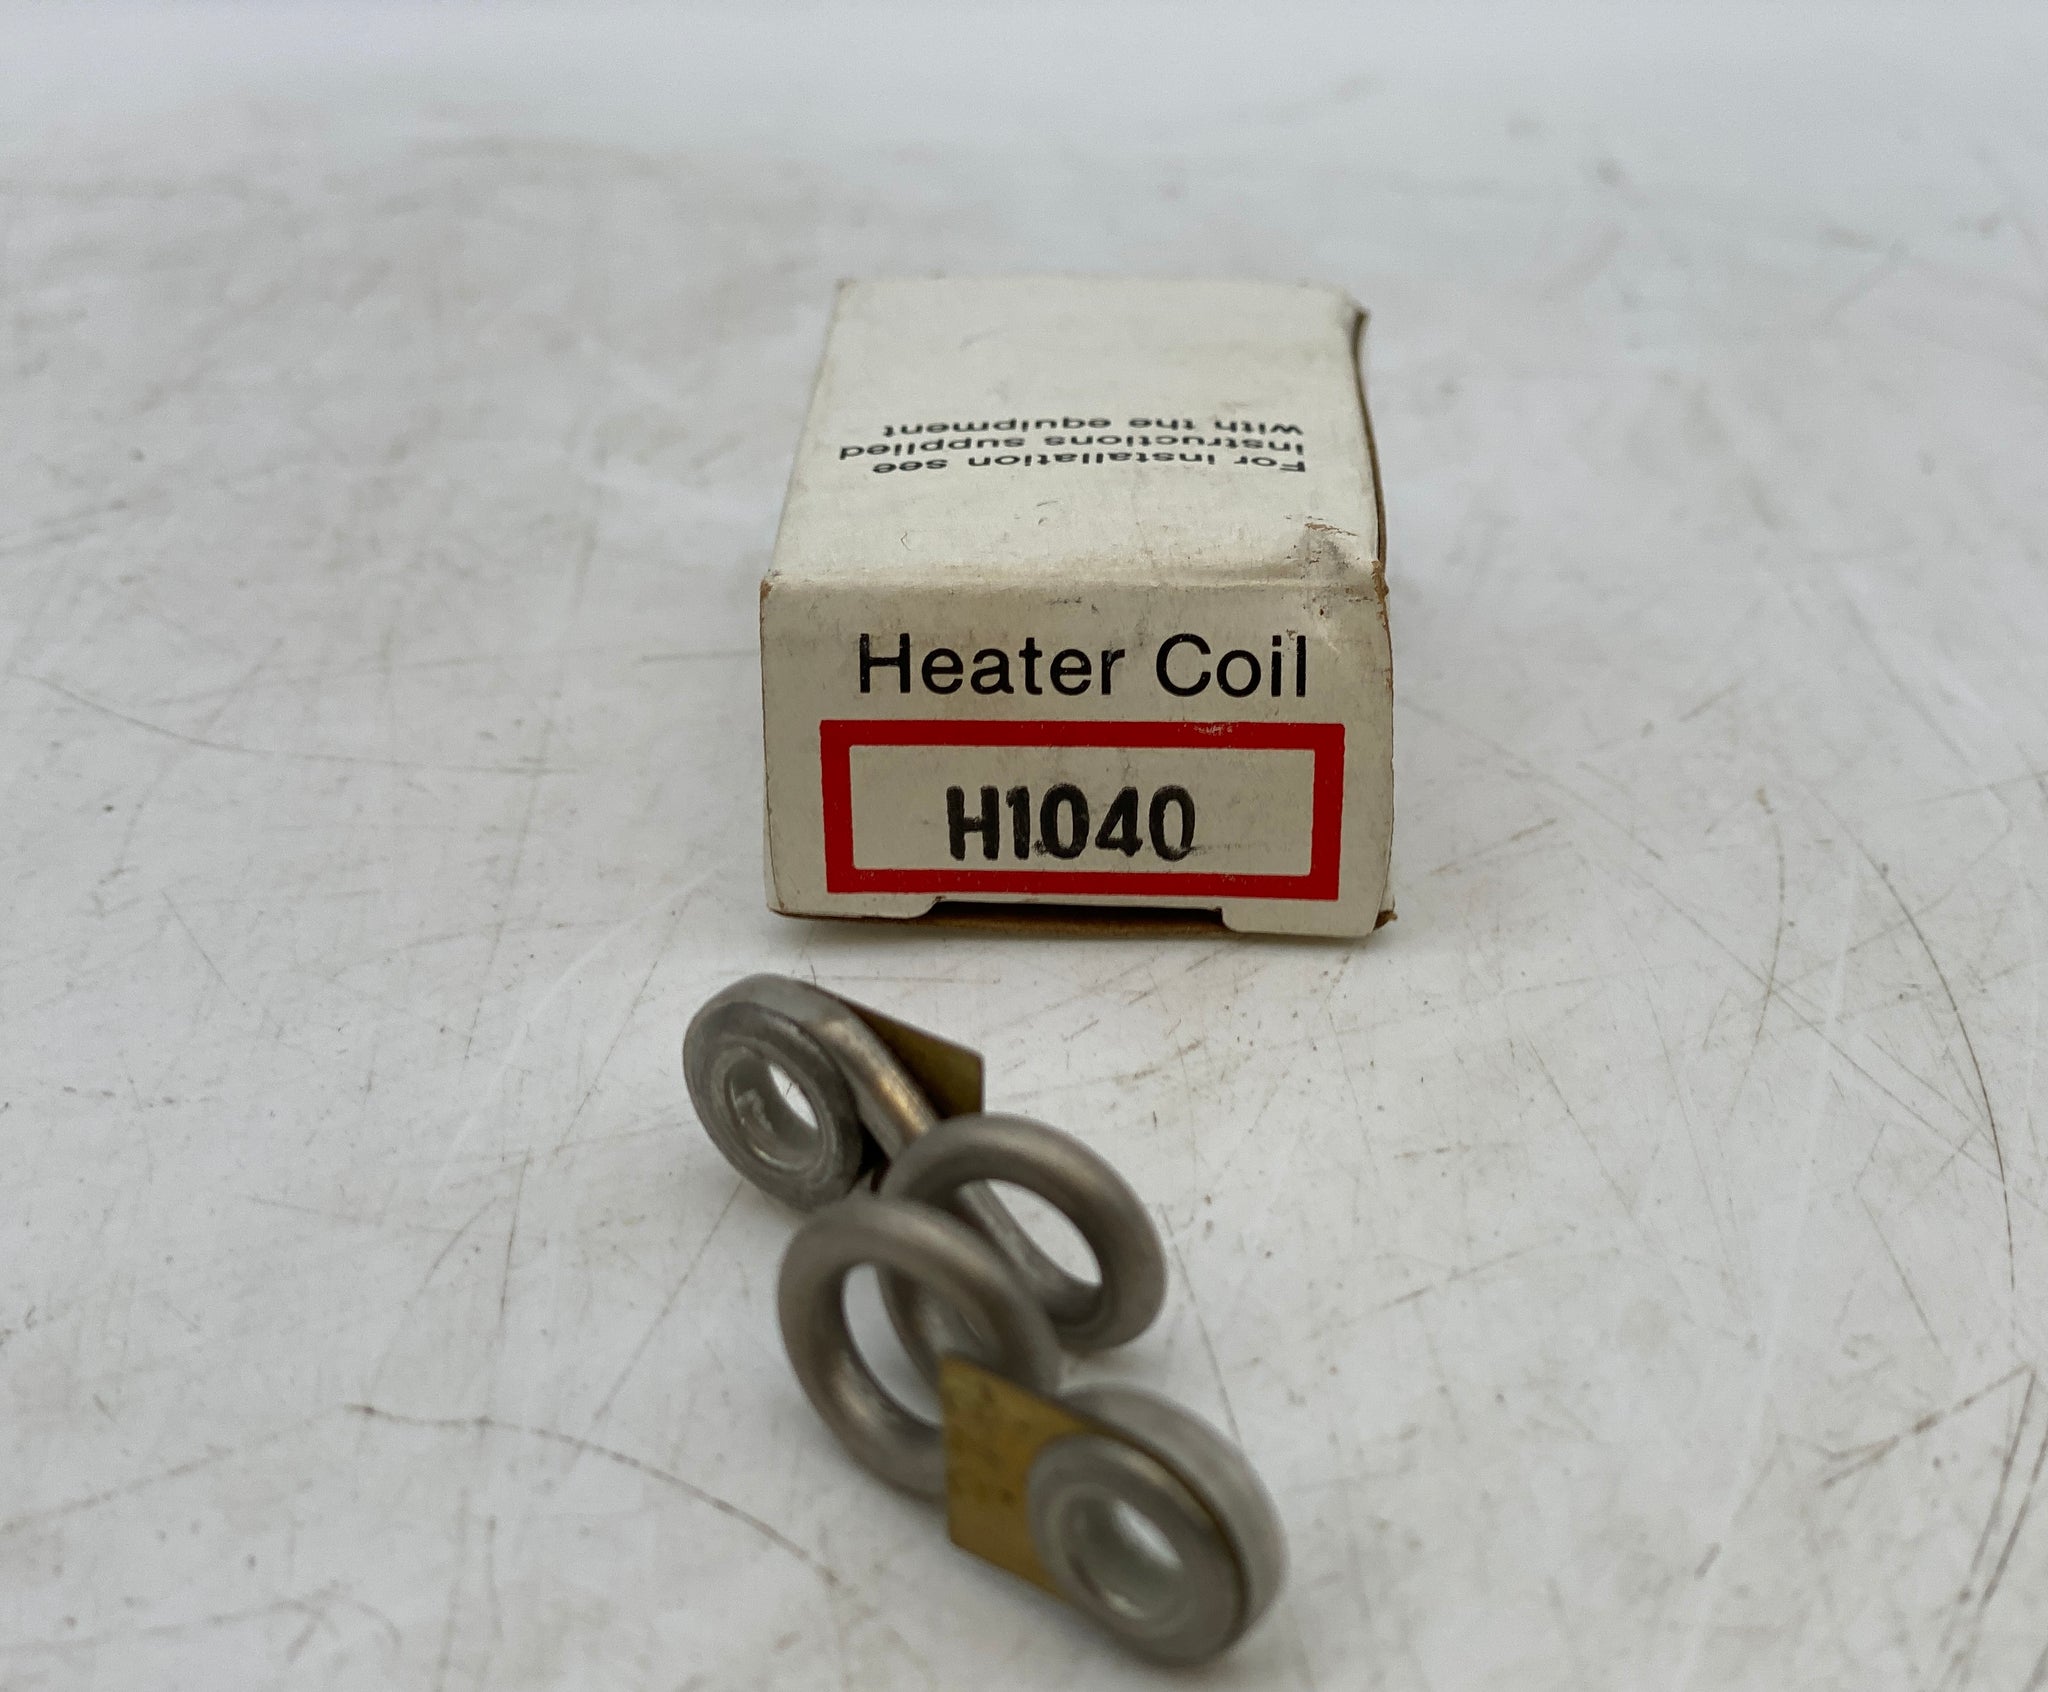 For installation see
instructions supplied
with the equipment
Heater Coil
H1040